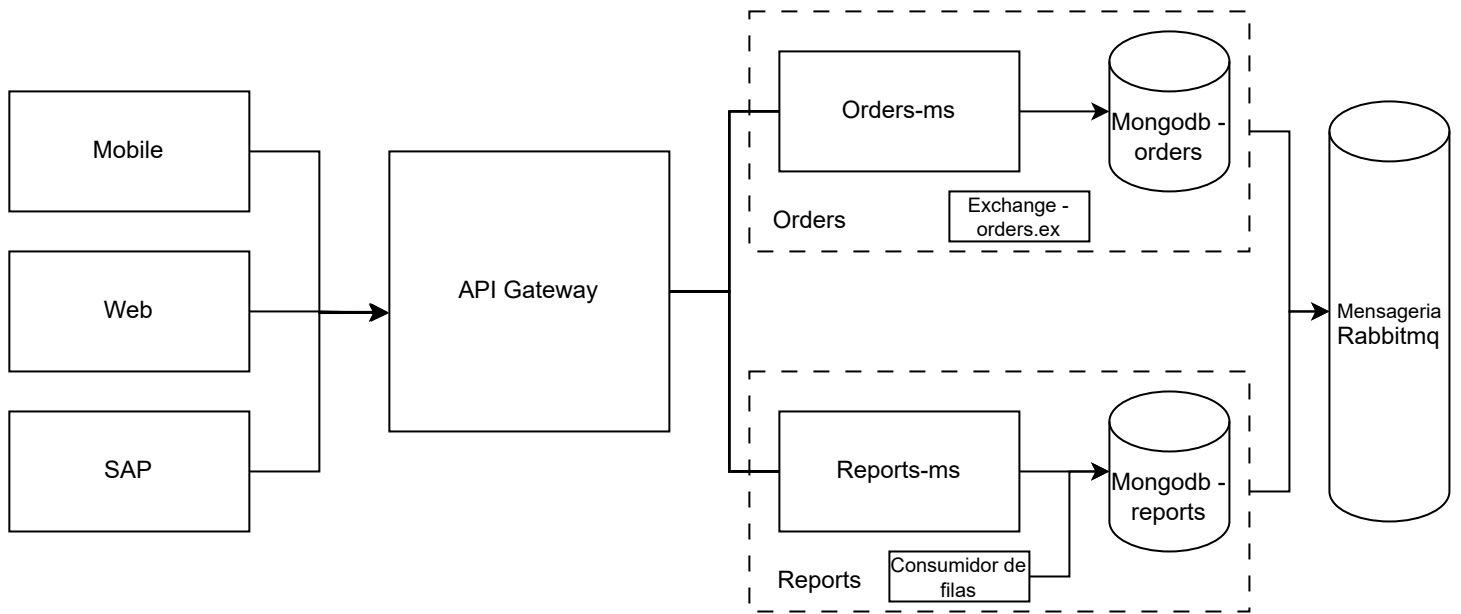 Mobile
Web
SAP
API Gateway
Orders-ms
Mongodb -
orders
Exchange -
orders.ex
Orders
Reports-ms
Mongodb -
reports
Consumidor de
filas
Reports
Mensageria
Rabbitmq